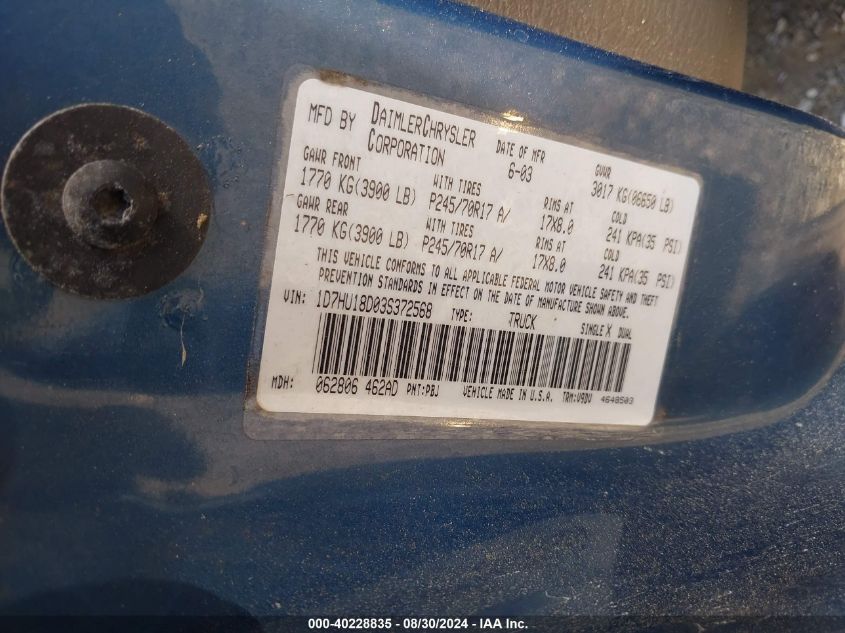 MFD BY DAIMLERCHRYSLER CORPORATION
DATE OF MFR 6-03
GVWR 3017 KG(06650 LB)
GAWR FRONT WITH TIRES RIMS AT COLD
1770 KG(3900 LB) P245/70R17 A/ 17X8.0 241 KPA(35 PSI)
GAWR REAR WITH TIRES RIMS AT COLD
1770 KG(3900 LB) P245/70R17 A/ 17X8.0 241 KPA(35 PSI)
THIS VEHICLE CONFORMS TO ALL APPLICABLE FEDERAL MOTOR VEHICLE SAFETY AND THEFT
PREVENTION STANDARDS IN EFFECT ON THE DATE OF MANUFACTURE SHOWN ABOVE.
VIN: 1D7HU18D03S372568 TYPE: TRUCK SINGLE X DUAL
MDH: 062806 462AD PNT:PBJ VEHICLE MADE IN U.S.A. TRM:V9DV 4648503
000-40228835 - 08/30/2024 - IAA Inc.